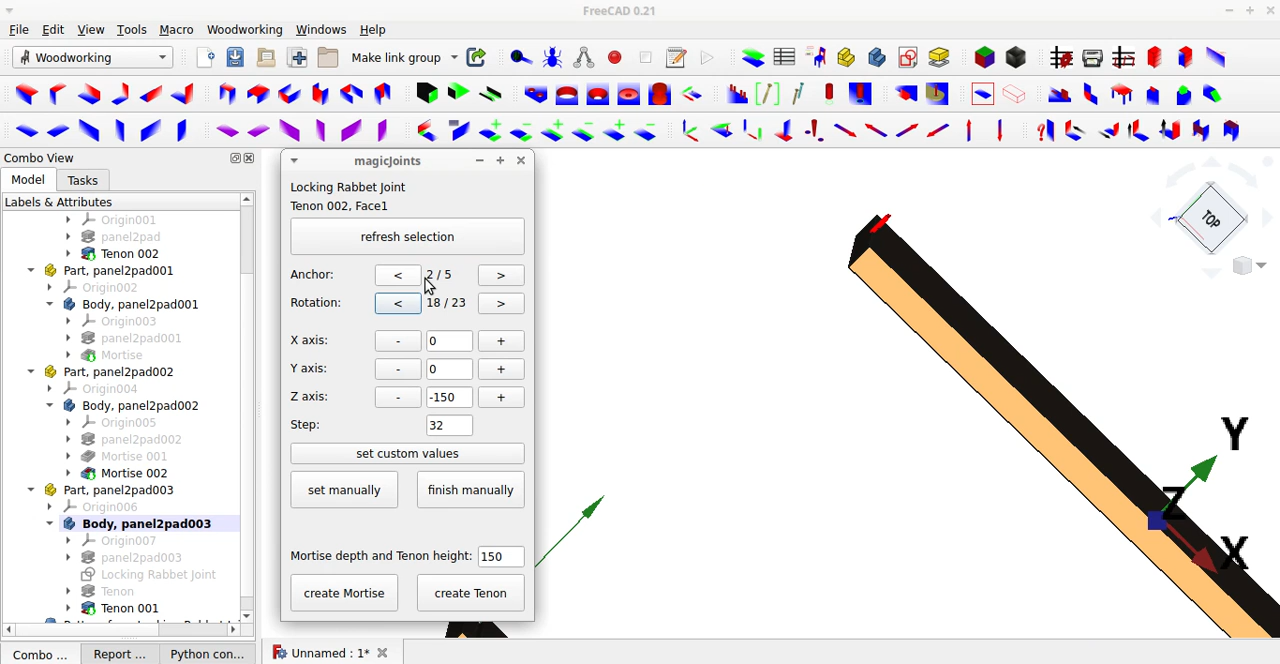 FreeCAD 0.21
File Edit View Tools Macro Woodworking Windows Help
Woodworking Make link group
Combo View
Model Tasks
Labels & Attributes
Origin001
panel2pad
Tenon 002
Part, panel2pad001
Origin002
Body, panel2pad001
Origin003
panel2pad001
Mortise
Part, panel2pad002
Origin004
Body, panel2pad002
Origin005
panel2pad002
Mortise 001
Mortise 002
Part, panel2pad003
Origin006
Body, panel2pad003
Origin007
panel2pad003
Locking Rabbet Joint
Tenon
Tenon 001
Combo ... Report ... Python con...
magicJoints
Locking Rabbet Joint
Tenon 002, Face1
refresh selection
Anchor: < 2 / 5 >
Rotation: < 18 / 23 >
X axis: - 0 +
Y axis: - 0 +
Z axis: - -150 +
Step: 32
set custom values
set manually finish manually
Mortise depth and Tenon height: 150
create Mortise create Tenon
TOP
Y
Z
X
Unnamed : 1*